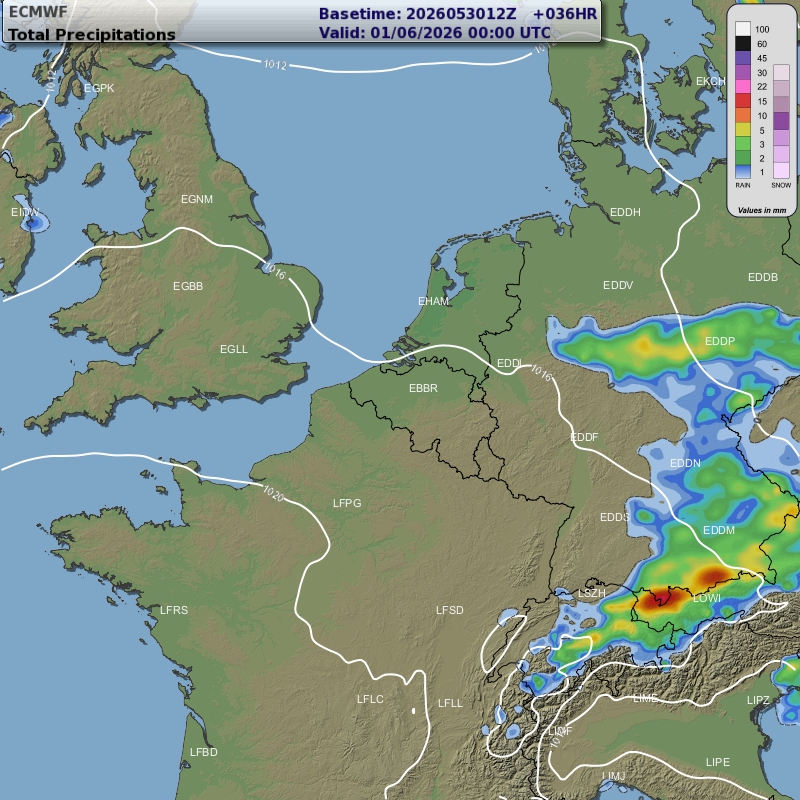 ECMWF
Basetime: 2026053012Z +036HR
Total Precipitations
Valid: 01/06/2026 00:00 UTC
1012
1012
100
60
45
30
22
15
10
5
3
2
1
RAIN
SNOW
Values in mm
EGPK
EKCH
EGNM
EIDW
EDDH
1016
EGBB
EDDV
EDDB
EHAM
EGLL
EDDP
EDDL
1016
EBBR
EDDF
EDDN
1020
LFPG
EDDS
EDDM
LSZH
LOWI
LFRS
LFSD
LFLC
LFLL
LIMF
LIME
LIPZ
LFBD
LIPE
LIMJ